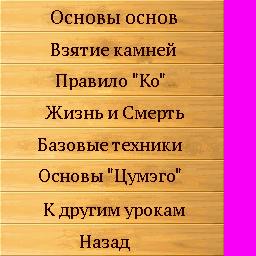 Основы основ
Взятие камней
Правило "Ко"
Жизнь и Смерть
Базовые техники
Основы "Цумэго"
К другим урокам
Назад